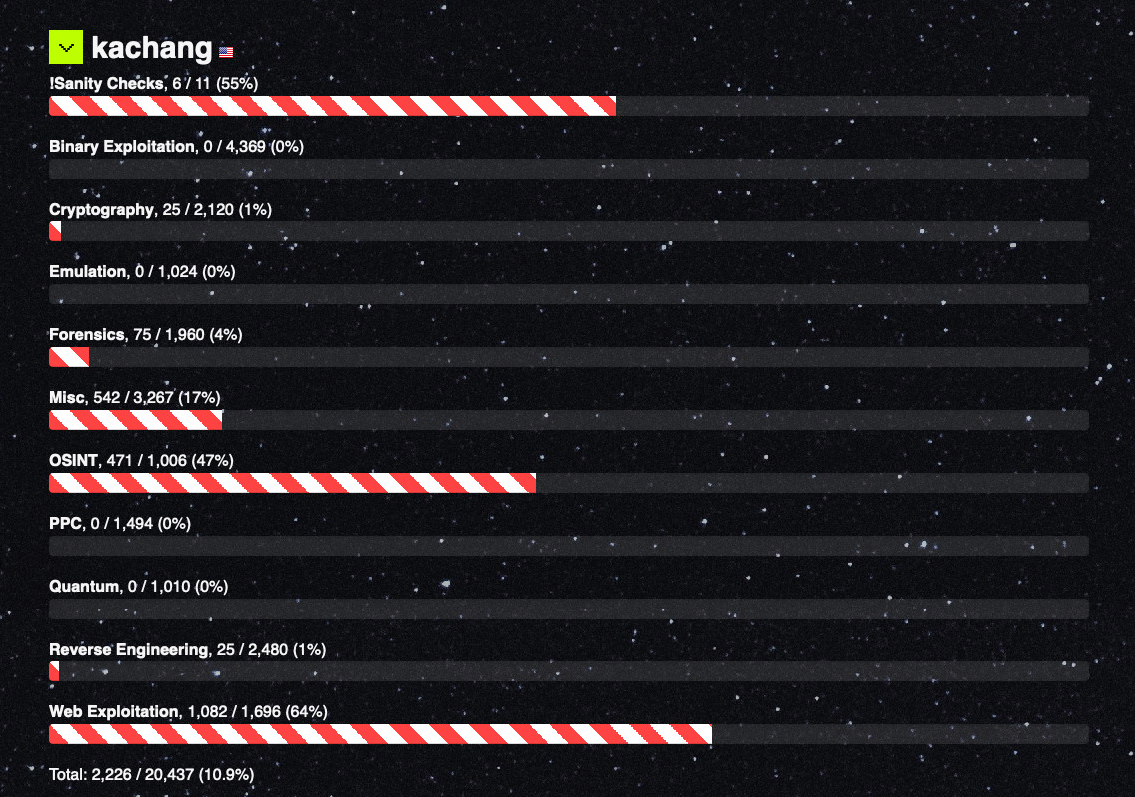 kachang
!Sanity Checks, 6 / 11 (55%)
Binary Exploitation, 0 / 4,369 (0%)
Cryptography, 25 / 2,120 (1%)
Emulation, 0 / 1,024 (0%)
Forensics, 75 / 1,960 (4%)
Misc, 542 / 3,267 (17%)
OSINT, 471 / 1,006 (47%)
PPC, 0 / 1,494 (0%)
Quantum, 0 / 1,010 (0%)
Reverse Engineering, 25 / 2,480 (1%)
Web Exploitation, 1,082 / 1,696 (64%)
Total: 2,226 / 20,437 (10.9%)